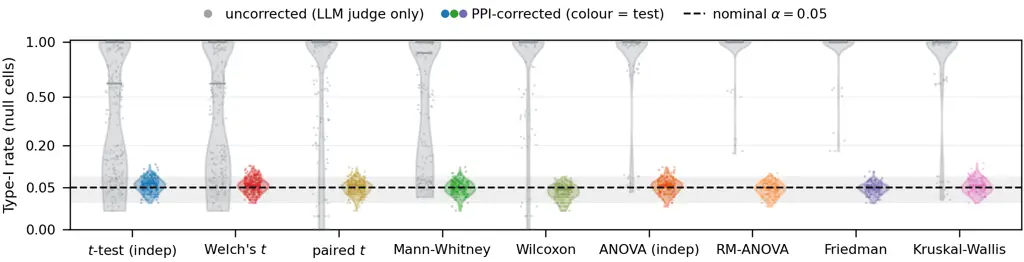 uncorrected (LLM judge only) PPI-corrected (colour = test) nominal α = 0.05
Type-I rate (null cells)
1.00
0.50
0.20
0.05
0.00
t-test (indep) Welch's t paired t Mann-Whitney Wilcoxon ANOVA (indep) RM-ANOVA Friedman Kruskal-Wallis